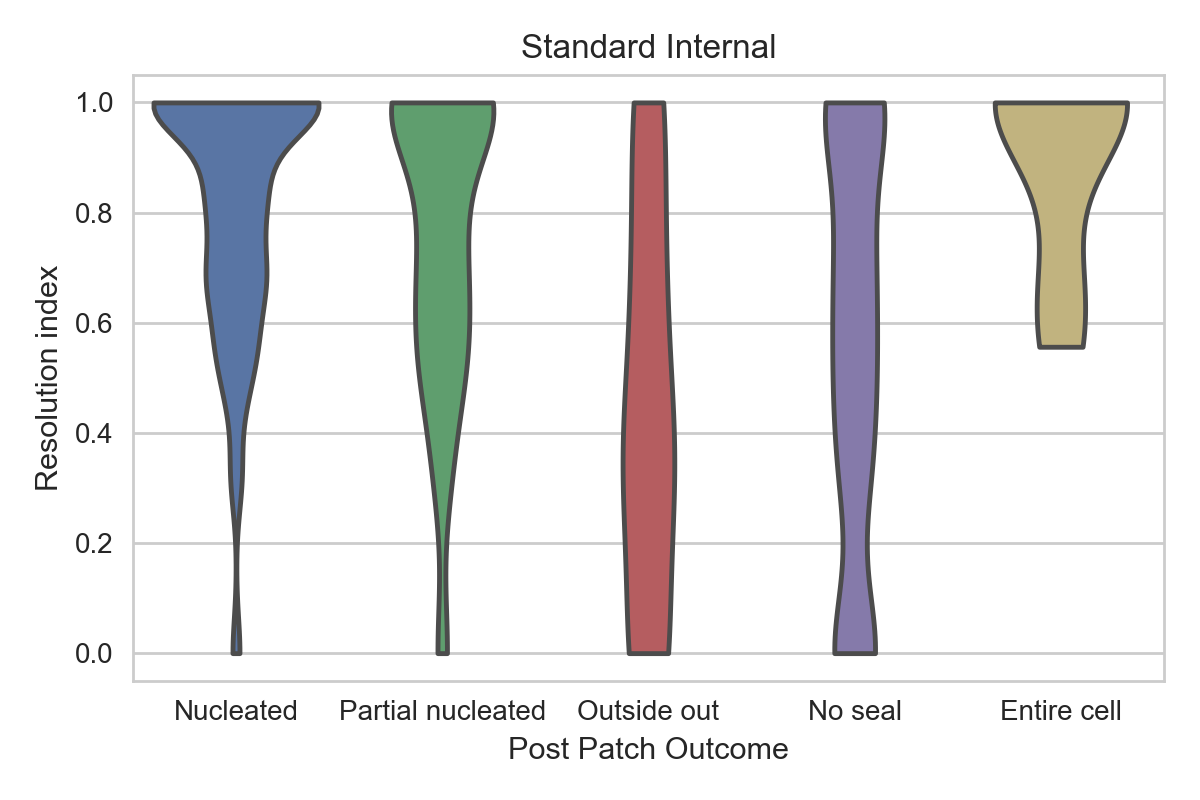 Standard Internal
1.0
0.8
0.6
0.4
0.2
0.0
Resolution index
Nucleated Partial nucleated Outside out No seal Entire cell
Post Patch Outcome